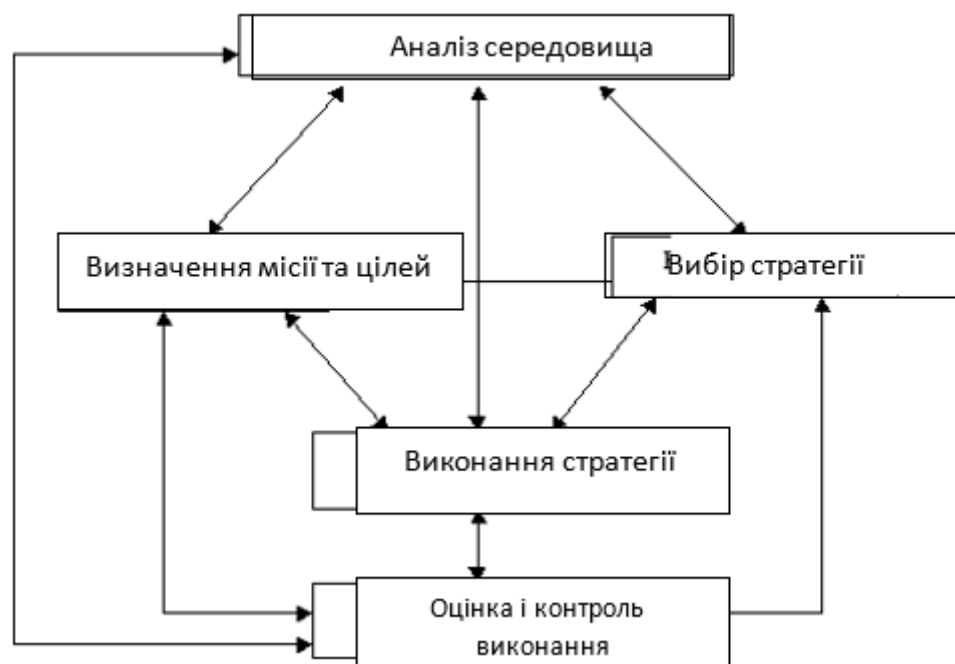 Аналіз середовища
Визначення місії та цілей
Вибір стратегії
Виконання стратегії
Оцінка і контроль
виконання